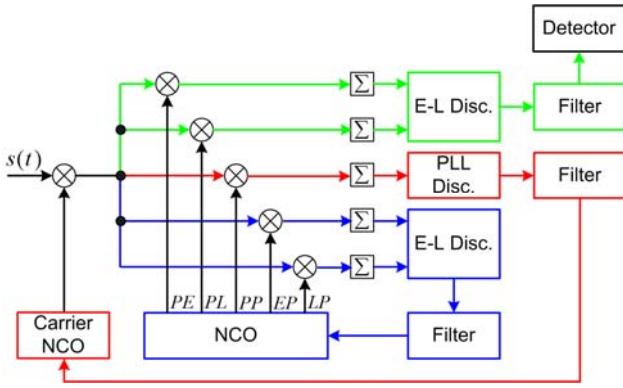 Detector
Σ
E-L Disc.
Filter
Σ
s(t)
Σ
PLL
Disc.
Filter
Σ
E-L Disc.
Σ
PE PL PP EP LP
Carrier
NCO
NCO
Filter